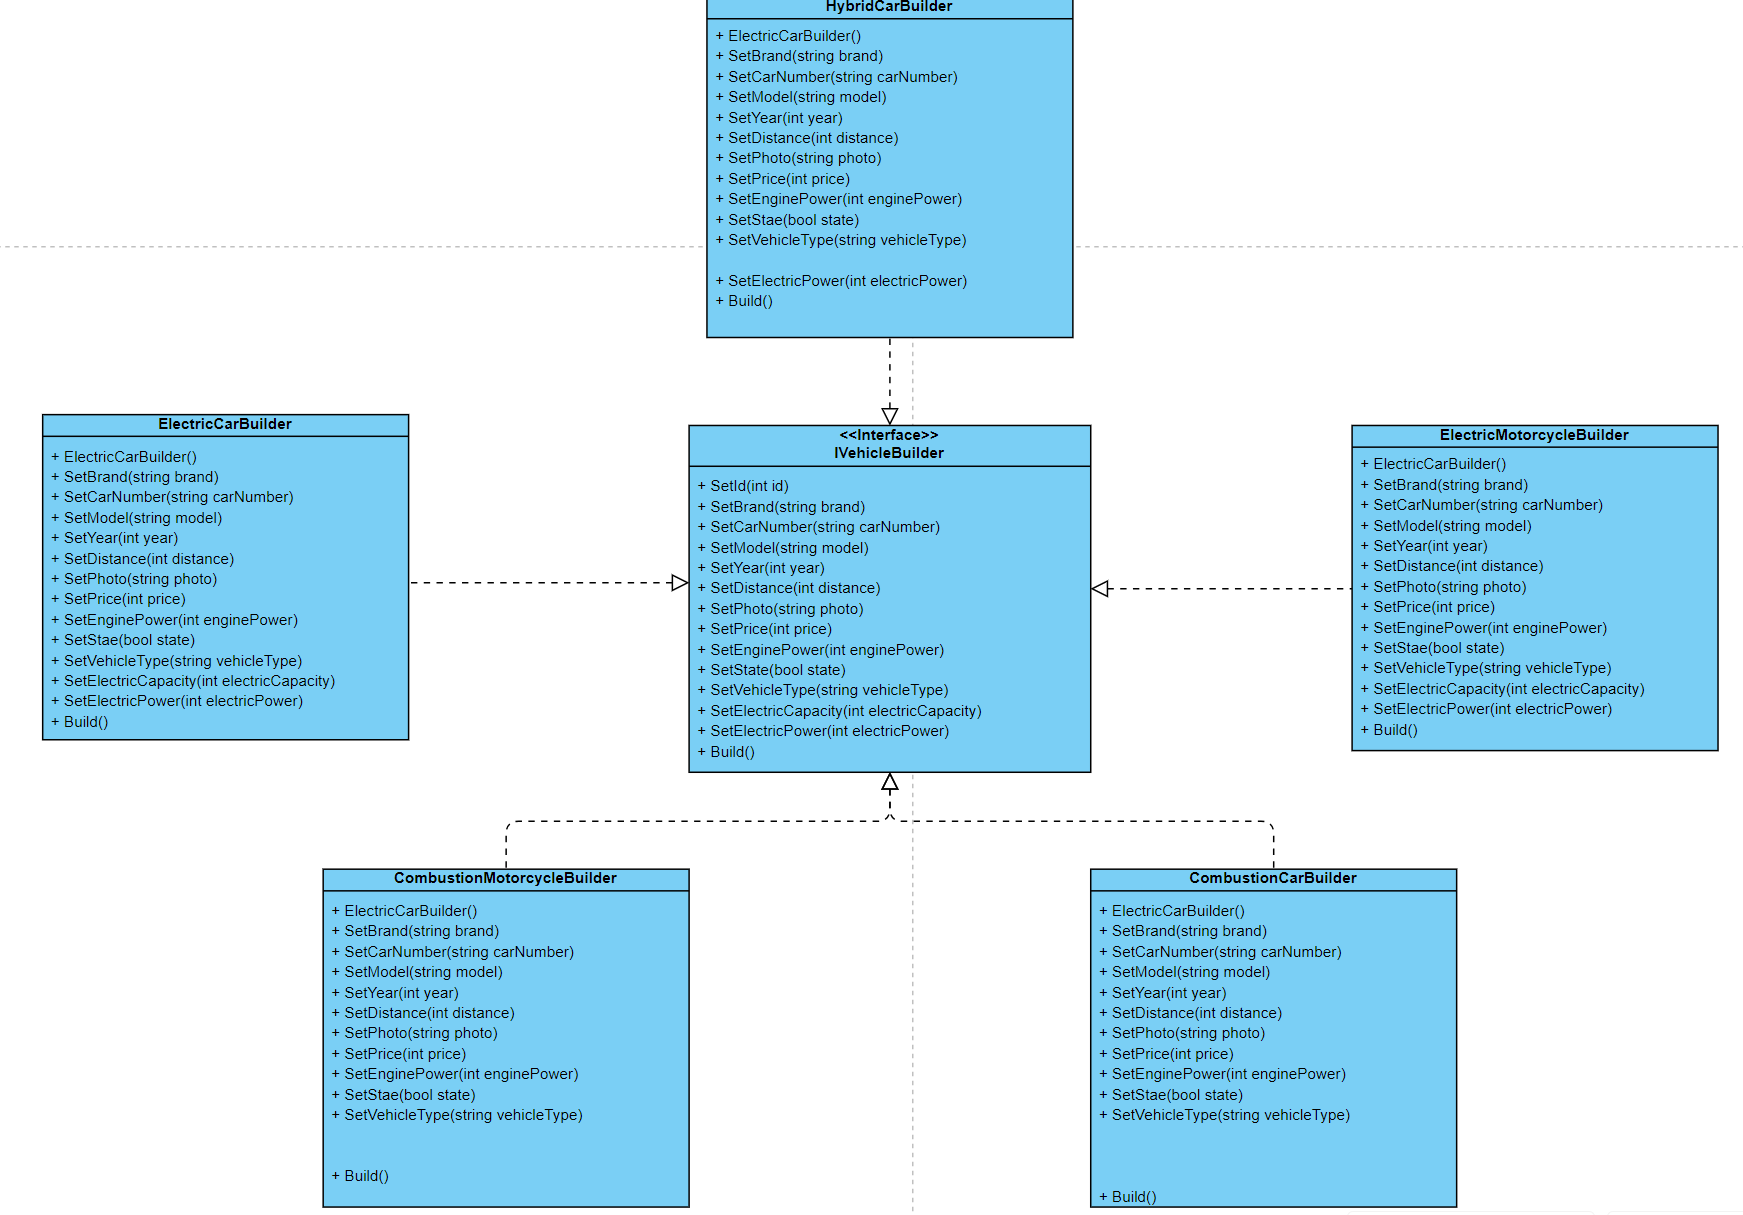 HybridCarBuilder
+ ElectricCarBuilder()
+ SetBrand(string brand)
+ SetCarNumber(string carNumber)
+ SetModel(string model)
+ SetYear(int year)
+ SetDistance(int distance)
+ SetPhoto(string photo)
+ SetPrice(int price)
+ SetEnginePower(int enginePower)
+ SetStae(bool state)
+ SetVehicleType(string vehicleType)
+ SetElectricPower(int electricPower)
+ Build()
ElectricCarBuilder
+ ElectricCarBuilder()
+ SetBrand(string brand)
+ SetCarNumber(string carNumber)
+ SetModel(string model)
+ SetYear(int year)
+ SetDistance(int distance)
+ SetPhoto(string photo)
+ SetPrice(int price)
+ SetEnginePower(int enginePower)
+ SetStae(bool state)
+ SetVehicleType(string vehicleType)
+ SetElectricCapacity(int electricCapacity)
+ SetElectricPower(int electricPower)
+ Build()
<<Interface>>
IVehicleBuilder
+ SetId(int id)
+ SetBrand(string brand)
+ SetCarNumber(string carNumber)
+ SetModel(string model)
+ SetYear(int year)
+ SetDistance(int distance)
+ SetPhoto(string photo)
+ SetPrice(int price)
+ SetEnginePower(int enginePower)
+ SetState(bool state)
+ SetVehicleType(string vehicleType)
+ SetElectricCapacity(int electricCapacity)
+ SetElectricPower(int electricPower)
+ Build()
ElectricMotorcycleBuilder
+ ElectricCarBuilder()
+ SetBrand(string brand)
+ SetCarNumber(string carNumber)
+ SetModel(string model)
+ SetYear(int year)
+ SetDistance(int distance)
+ SetPhoto(string photo)
+ SetPrice(int price)
+ SetEnginePower(int enginePower)
+ SetStae(bool state)
+ SetVehicleType(string vehicleType)
+ SetElectricCapacity(int electricCapacity)
+ SetElectricPower(int electricPower)
+ Build()
CombustionMotorcycleBuilder
+ ElectricCarBuilder()
+ SetBrand(string brand)
+ SetCarNumber(string carNumber)
+ SetModel(string model)
+ SetYear(int year)
+ SetDistance(int distance)
+ SetPhoto(string photo)
+ SetPrice(int price)
+ SetEnginePower(int enginePower)
+ SetStae(bool state)
+ SetVehicleType(string vehicleType)
+ Build()
CombustionCarBuilder
+ ElectricCarBuilder()
+ SetBrand(string brand)
+ SetCarNumber(string carNumber)
+ SetModel(string model)
+ SetYear(int year)
+ SetDistance(int distance)
+ SetPhoto(string photo)
+ SetPrice(int price)
+ SetEnginePower(int enginePower)
+ SetStae(bool state)
+ SetVehicleType(string vehicleType)
+ Build()